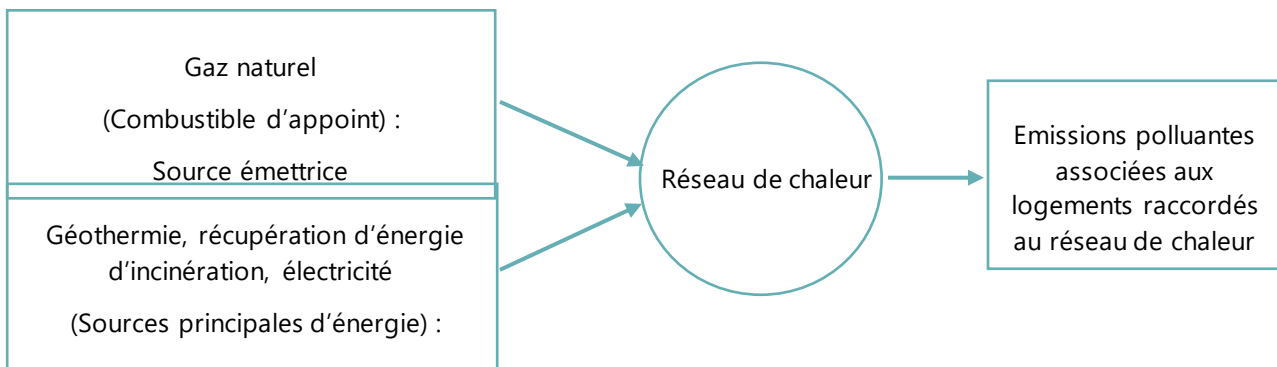 Gaz naturel
(Combustible d'appoint) :
Source émettrice
Géothermie, récupération d'énergie
d'incinération, électricité
(Sources principales d'énergie) :
Réseau de chaleur
Emissions polluantes
associées aux
logements raccordés
au réseau de chaleur